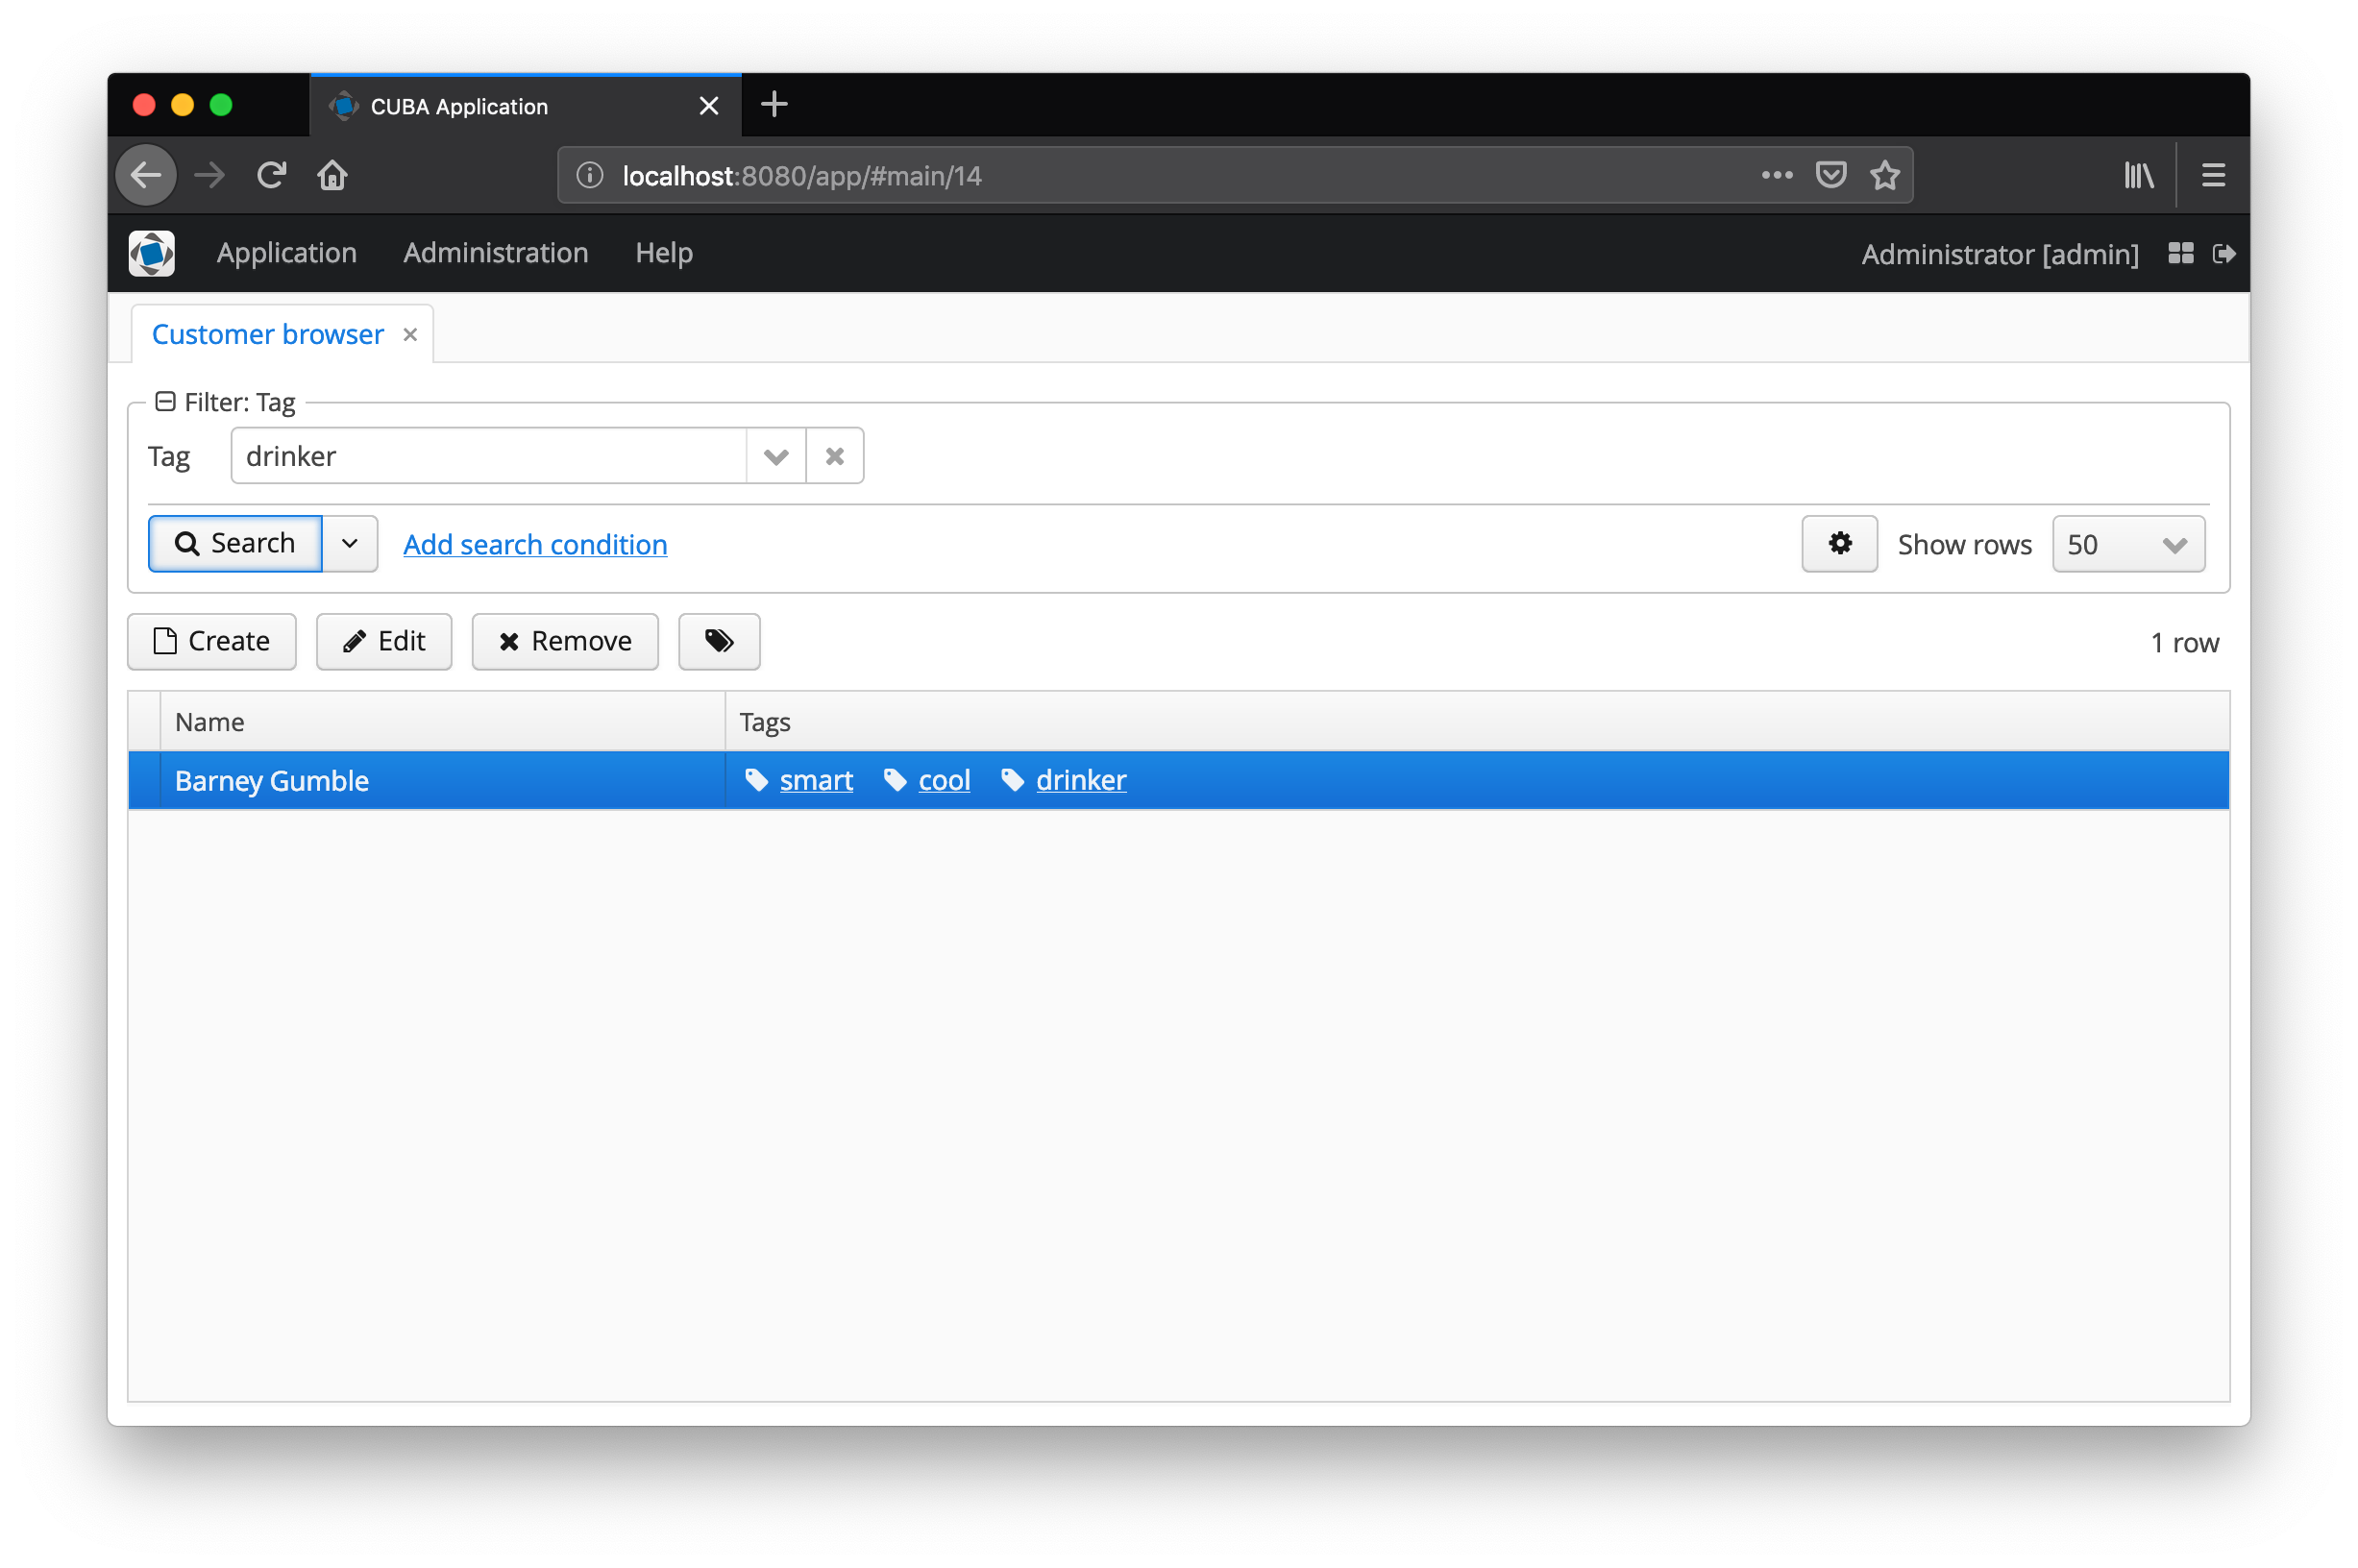 CUBA Application
localhost:8080/app/#main/14
Application Administration Help Administrator [admin]
Customer browser
Filter: Tag
Tag drinker
Search Add search condition Show rows 50
Create Edit Remove 1 row
Name Tags
Barney Gumble smart cool drinker